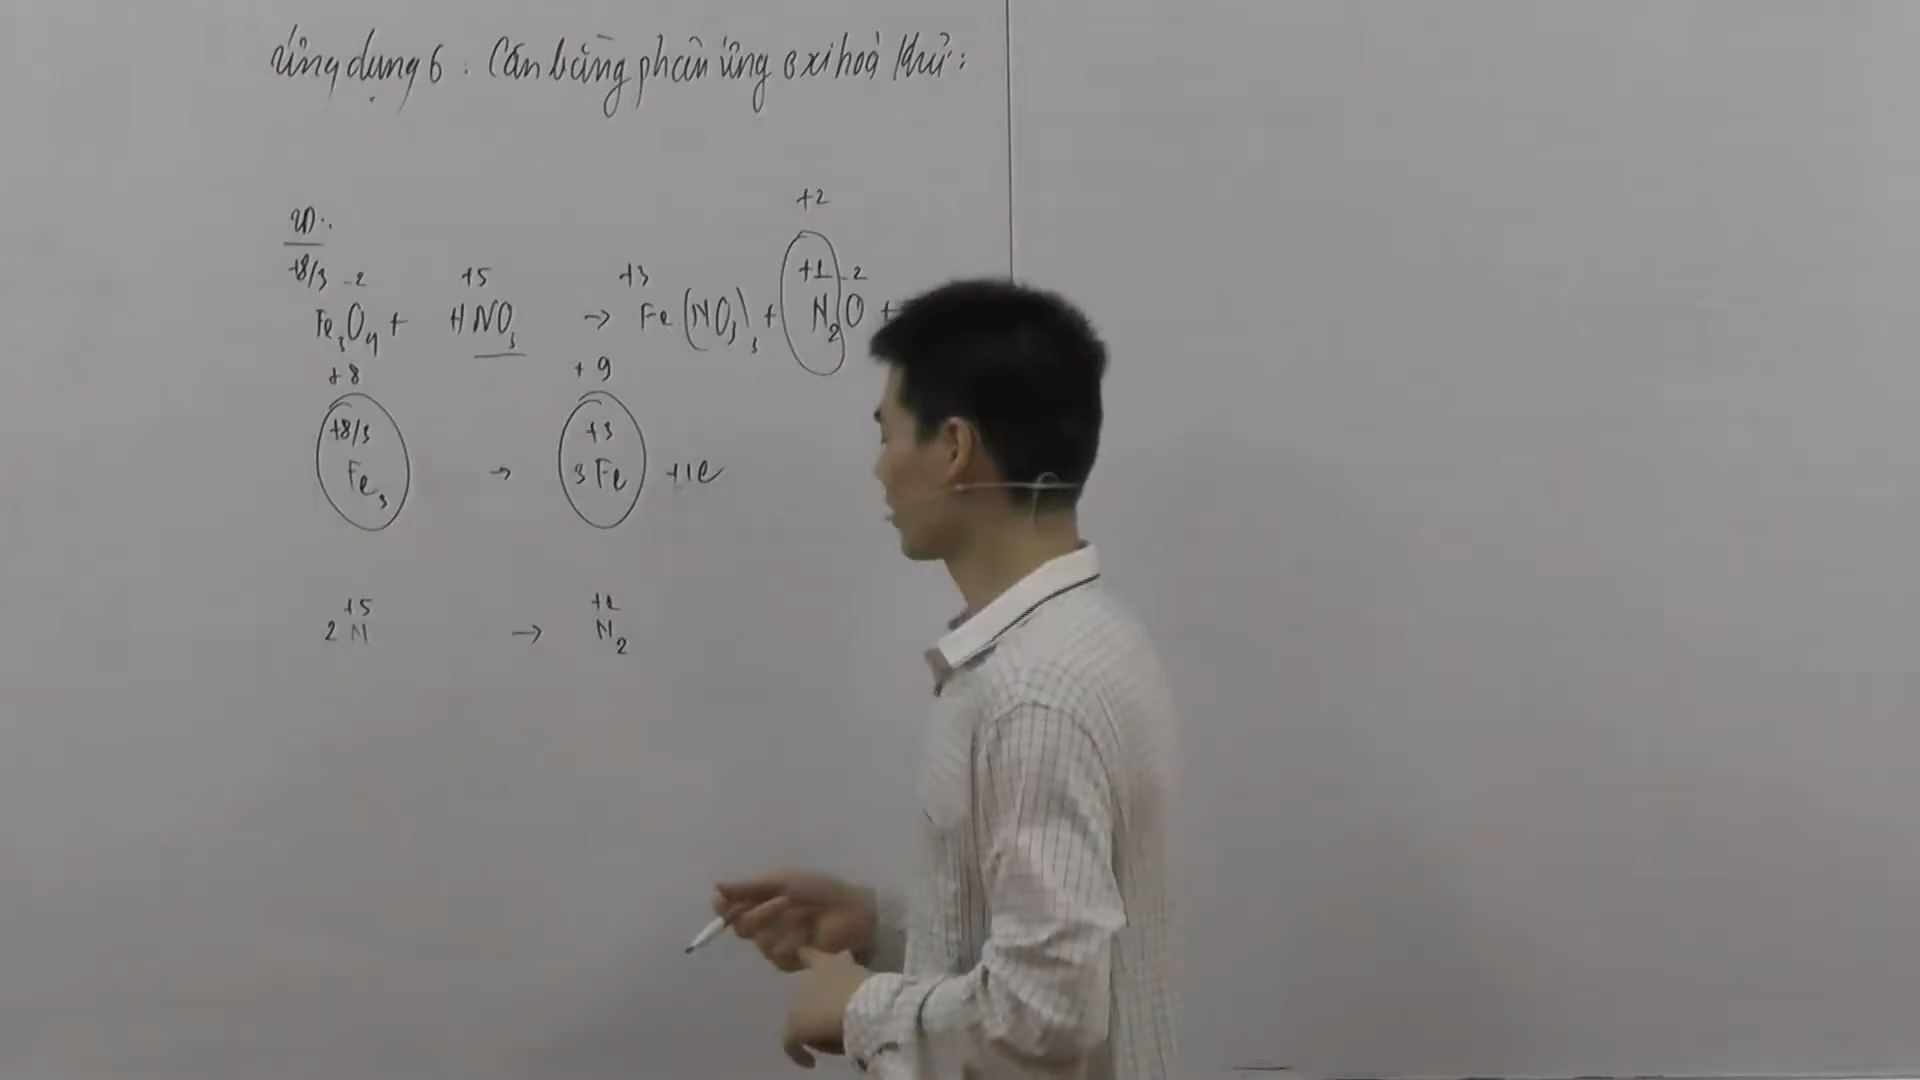 Ứng dụng 6: Cân bằng phản ứng oxi hoá khử:
+2
VD:
+8/3 -2 +5 +3 +1 -2
Fe₃O₄ + HNO₃ → Fe(NO₃)₃ + N₂O +
+8 +9
+8/3 +3
Fe₃ → 3Fe +1e
+5 +1
2N → N₂